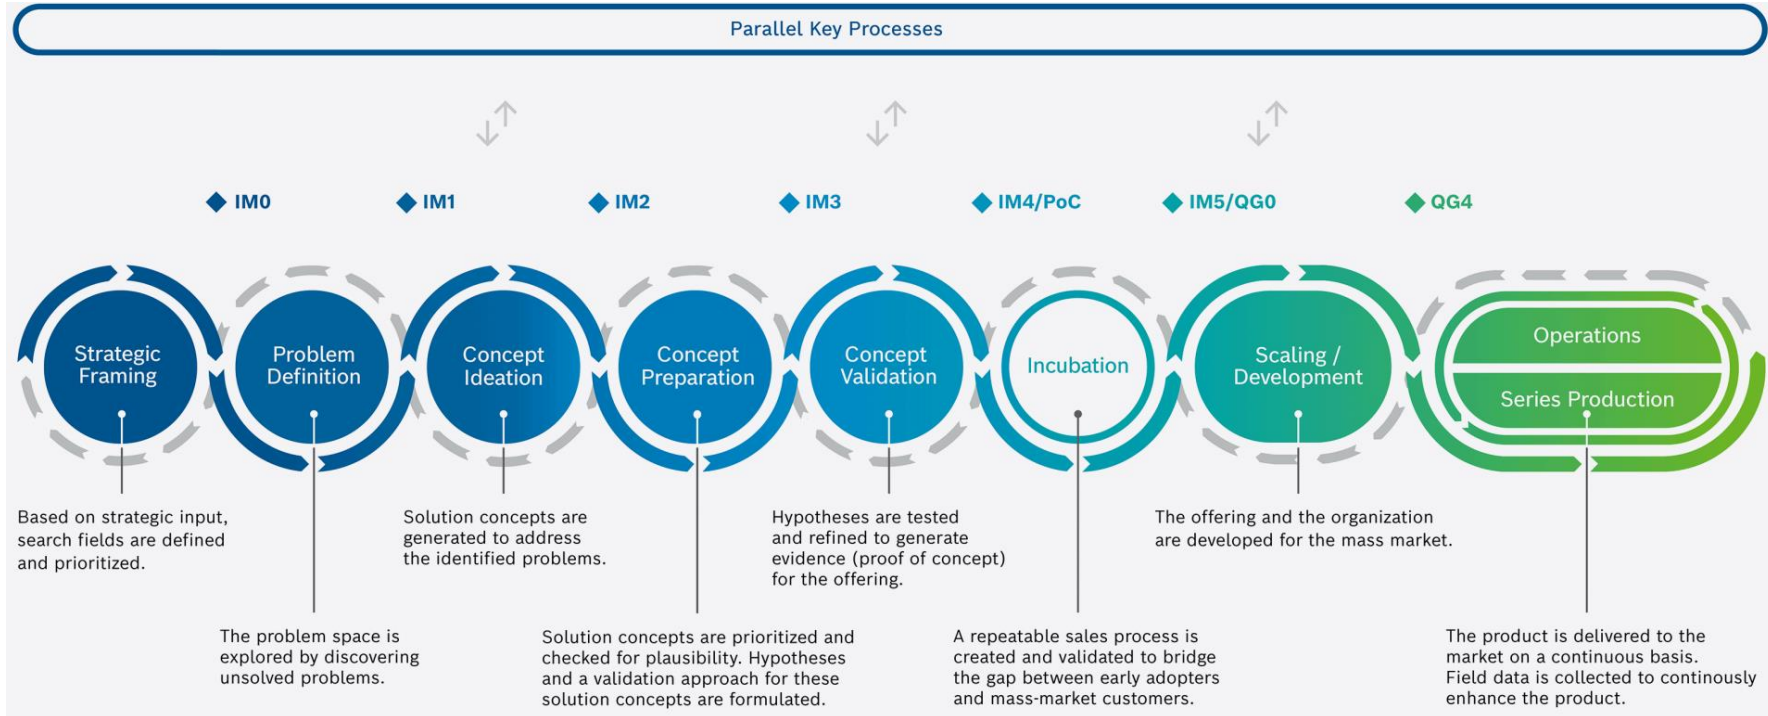 Parallel Key Processes
IM0
IM1
IM2
IM3
IM4/PoC
IM5/QG0
QG4
Strategic
Framing
Problem
Definition
Concept
Ideation
Concept
Preparation
Concept
Validation
Incubation
Scaling /
Development
Operations
Series Production
Based on strategic input,
search fields are defined
and prioritized.
The problem space is
explored by discovering
unsolved problems.
Solution concepts are
generated to address
the identified problems.
Solution concepts are prioritized and
checked for plausibility. Hypotheses
and a validation approach for these
solution concepts are formulated.
Hypotheses are tested
and refined to generate
evidence (proof of concept)
for the offering.
A repeatable sales process is
created and validated to bridge
the gap between early adopters
and mass-market customers.
The offering and the organization
are developed for the mass market.
The product is delivered to the
market on a continuous basis.
Field data is collected to continously
enhance the product.